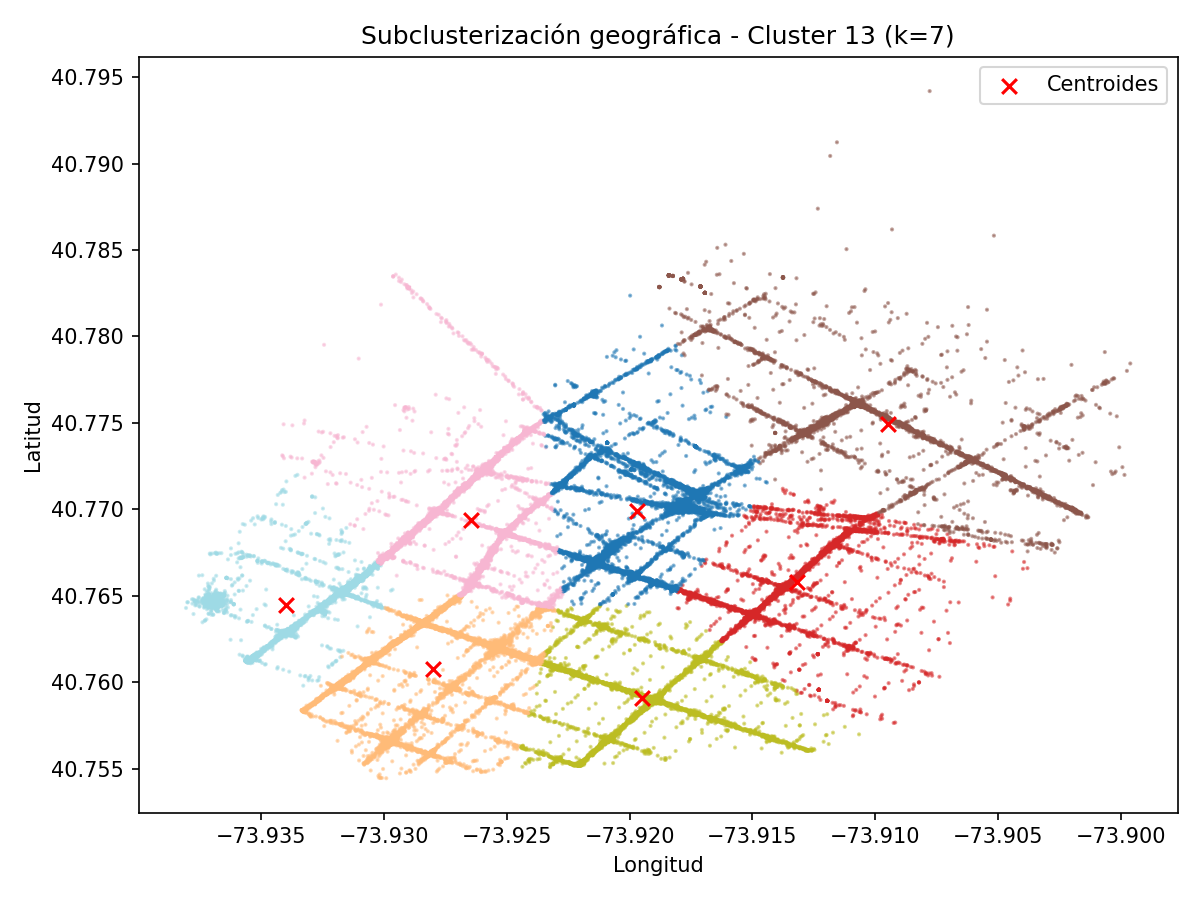 Subclusterización geográfica - Cluster 13 (k=7)
Centroides
40.795
40.790
40.785
40.780
40.775
40.770
40.765
40.760
40.755
Latitud
−73.935 −73.930 −73.925 −73.920 −73.915 −73.910 −73.905 −73.900
Longitud